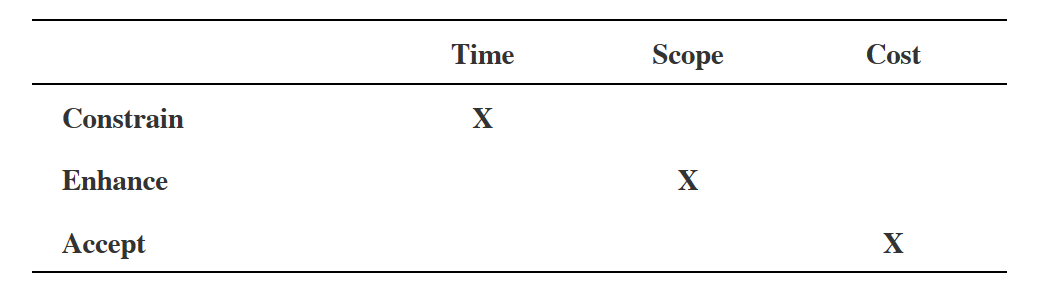 Time Scope Cost
Constrain X
Enhance X
Accept X